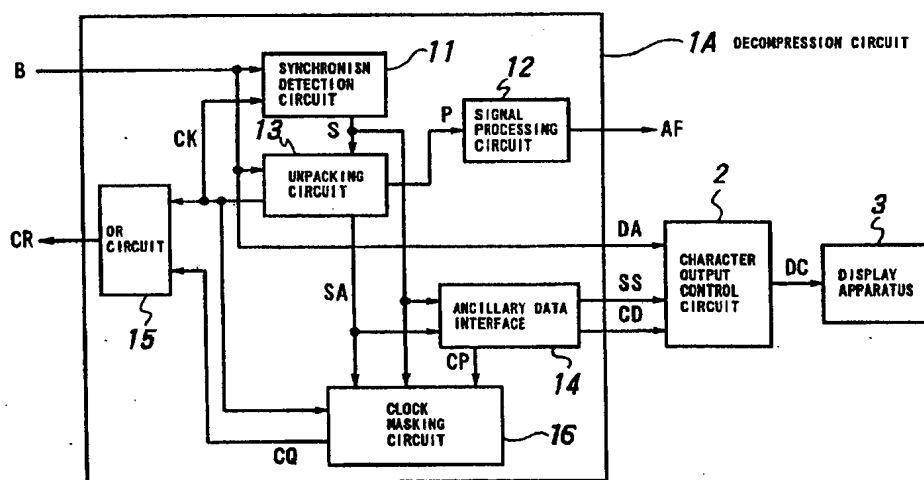 1A DECOMPRESSION CIRCUIT
11
B
SYNCHRONISM
DETECTION
CIRCUIT
12
SIGNAL
PROCESSING
CIRCUIT
P
AF
CK
S
13
UNPACKING
CIRCUIT
OR
CIRCUIT
CR
15
2
3
DA
CHARACTER
OUTPUT
CONTROL
CIRCUIT
DC
DISPLAY
APPARATUS
SS
CD
SA
ANCILLARY DATA
INTERFACE
14
CP
CLOCK
MASKING
CIRCUIT
16
CQ